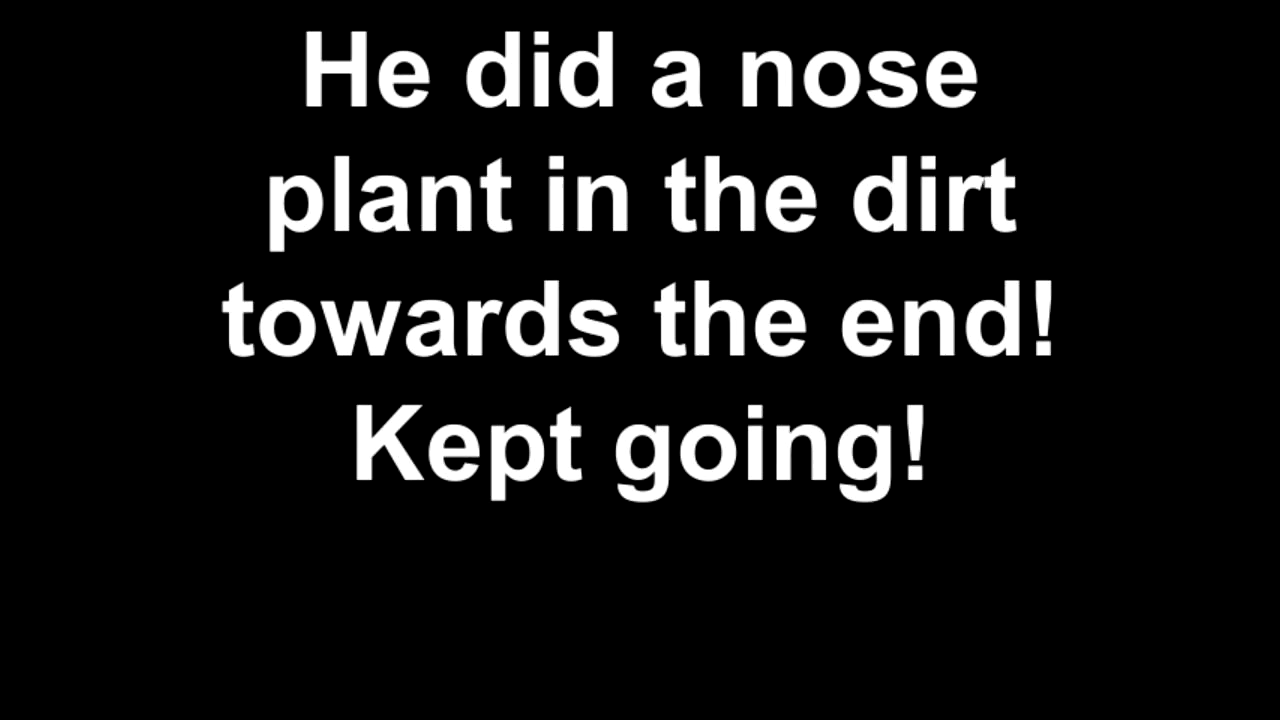 He did a nose
plant in the dirt
towards the end!
Kept going!